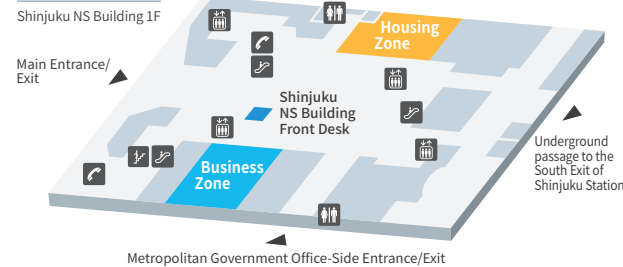 Shinjuku NS Building 1F
Housing
Zone
Main Entrance/
Exit
Shinjuku
NS Building
Front Desk
Business
Zone
Underground
passage to the
South Exit of
Shinjuku Station
Metropolitan Government Office-Side Entrance/Exit